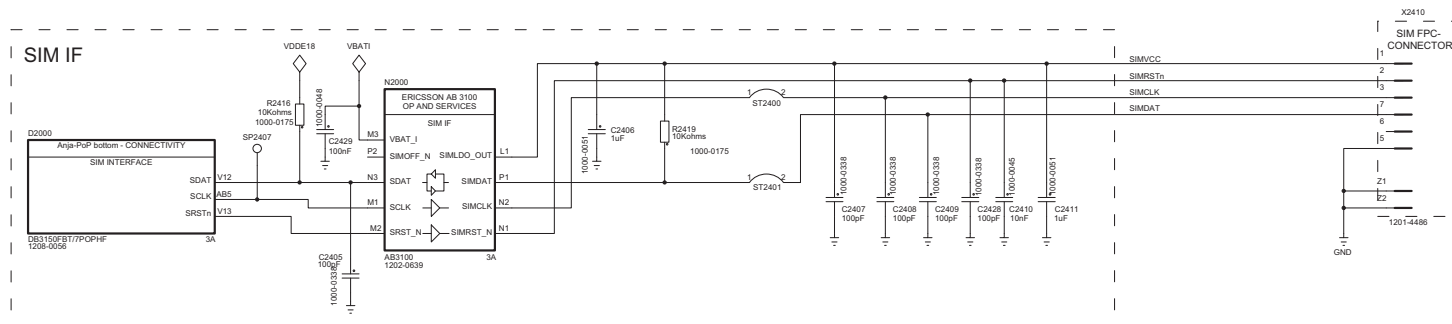 SIM IF
VDDE18
VBATI
R2416
10Kohms
1000-0175
1000-0048
C2429
100nF
SP2407
D2000
Anja-PoP bottom - CONNECTIVITY
SIM INTERFACE
SDAT V12
SCLK AB5
SRSTn V13
DB3150FBT/7POPHF
1208-0056
3A
N2000
ERICSSON AB 3100
OP AND SERVICES
SIM IF
M3 VBAT_I
P2 SIMOFF_N
SIMLDO_OUT L1
N3 SDAT
SIMDAT P1
M1 SCLK
SIMCLK N2
M2 SRST_N
SIMRST_N N1
AB3100
1202-0639
3A
C2405
100pF
1000-0338
1000-0051
C2406
1uF
R2419
10Kohms
1000-0175
1 2
ST2400
1 2
ST2401
1000-0338
C2407
100pF
1000-0338
C2408
100pF
1000-0338
C2409
100pF
1000-0338
C2428
100pF
1000-0045
C2410
10nF
1000-0051
C2411
1uF
SIMVCC
SIMRSTn
SIMCLK
SIMDAT
X2410
SIM FPC-
CONNECTOR
1
2
3
7
6
5
Z1
Z2
1201-4486
GND